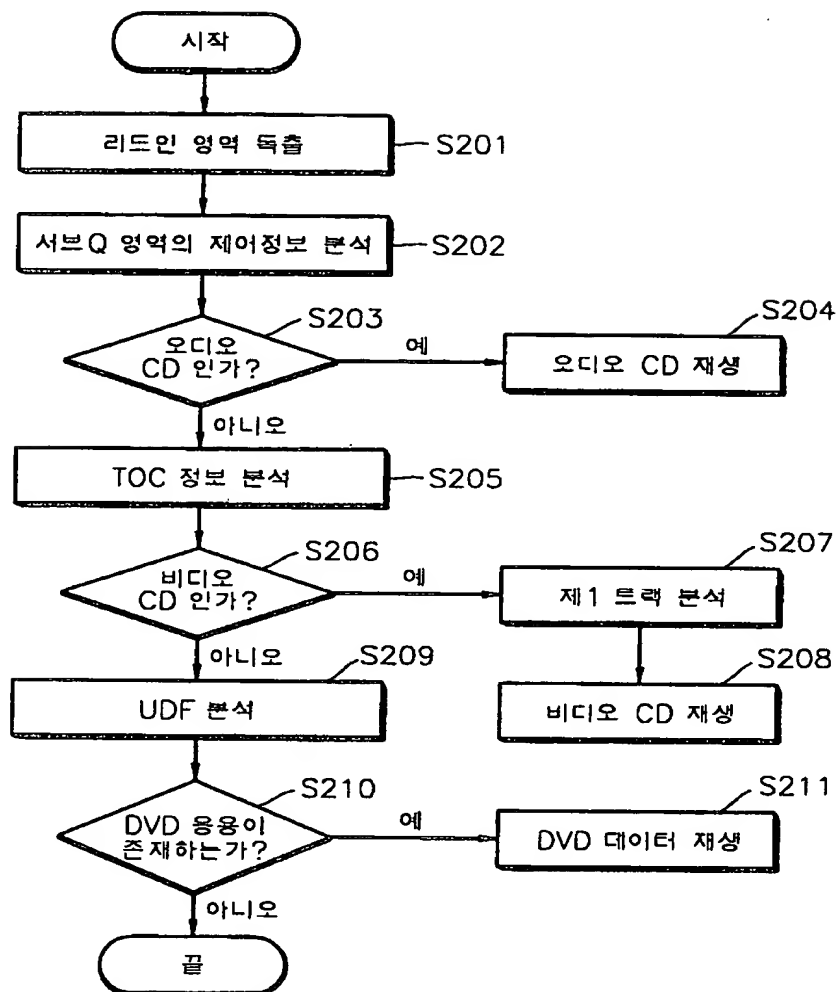 시작
리드인 영역 독출
S201
서브Q 영역의 제어정보 분석
S202
S203
오디오
CD 인가?
예
S204
오디오 CD 재생
아니오
TOC 정보 분석
S205
S206
비디오
CD 인가?
예
S207
제1 트랙 분석
아니오
S209
UDF 분석
S208
비디오 CD 재생
S210
DVD 응용이
존재하는가?
예
S211
DVD 데이터 재생
아니오
끝